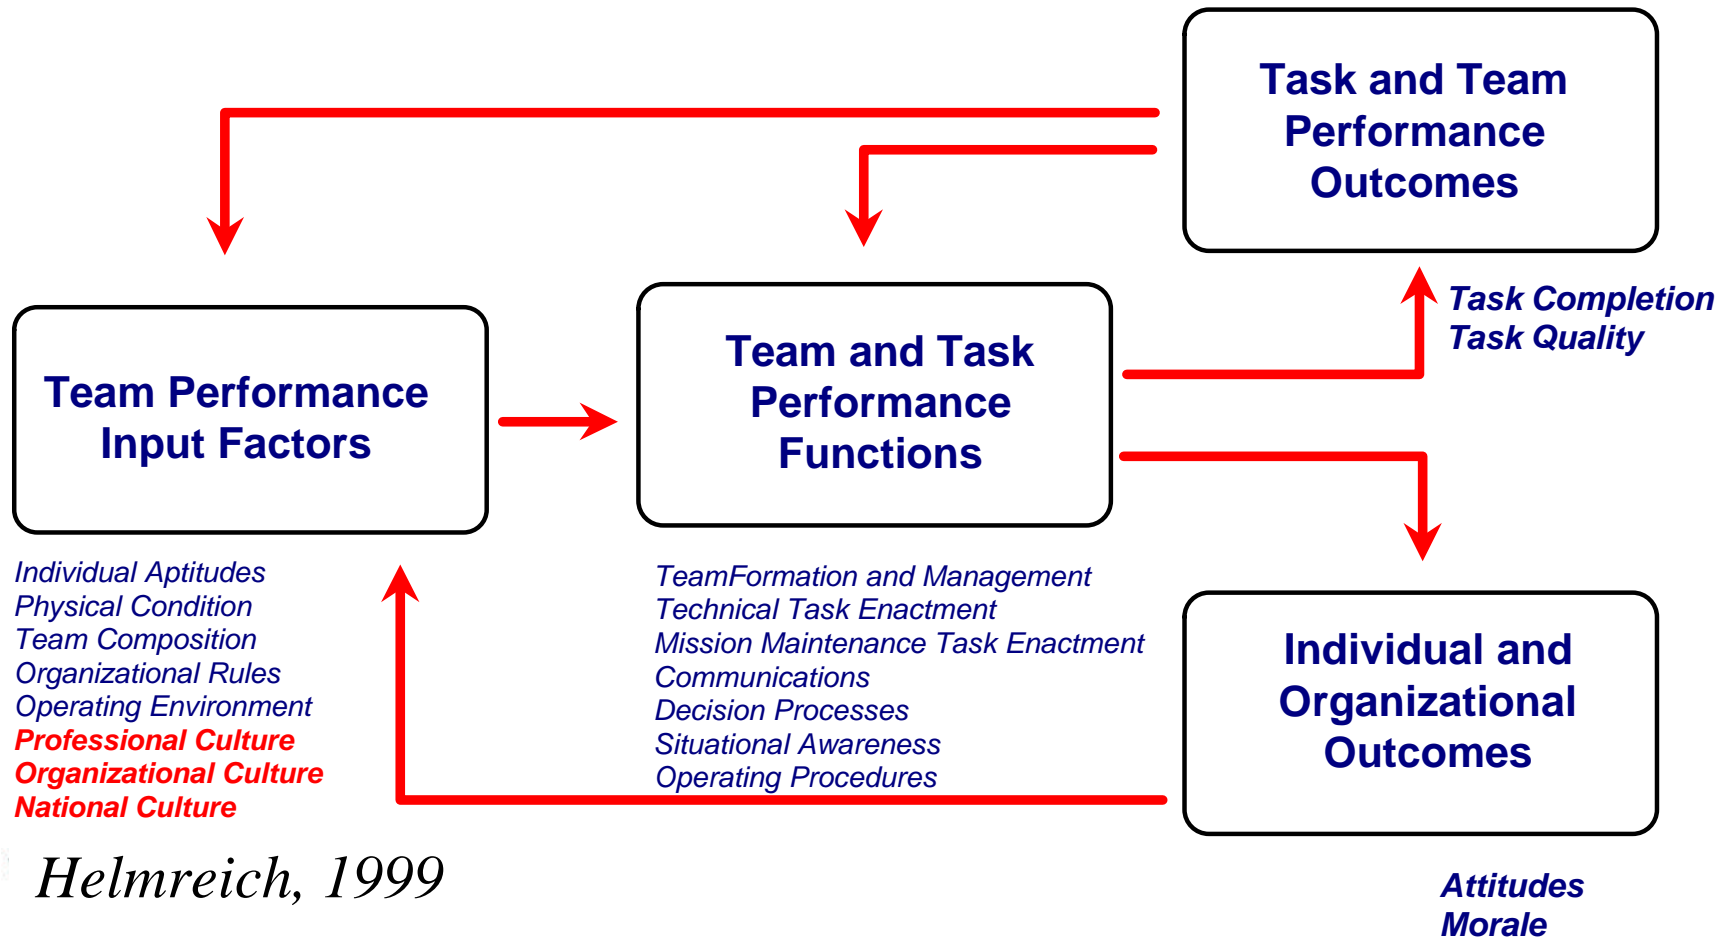 Task and Team
Performance
Outcomes
Task Completion
Task Quality
Team Performance
Input Factors
Team and Task
Performance
Functions
Individual Aptitudes
Physical Condition
Team Composition
Organizational Rules
Operating Environment
Professional Culture
Organizational Culture
National Culture
TeamFormation and Management
Technical Task Enactment
Mission Maintenance Task Enactment
Communications
Decision Processes
Situational Awareness
Operating Procedures
Individual and
Organizational
Outcomes
Attitudes
Morale
Helmreich, 1999